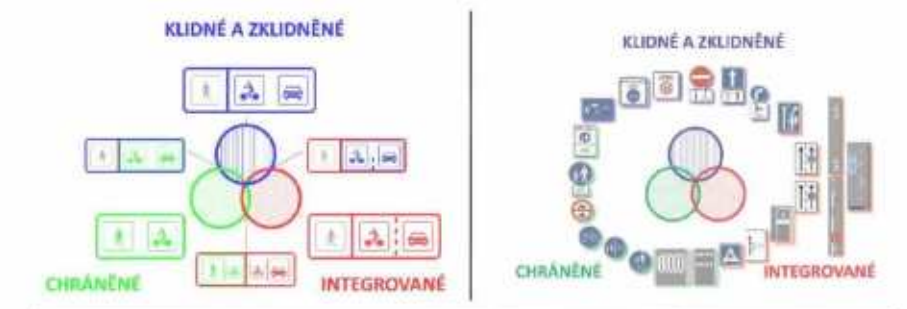 KLIDNÉ A ZKLIDNĚNÉ
CHRÁNĚNÉ
INTEGROVANÉ
KLIDNÉ A ZKLIDNĚNÉ
CHRÁNĚNÉ
INTEGROVANÉ